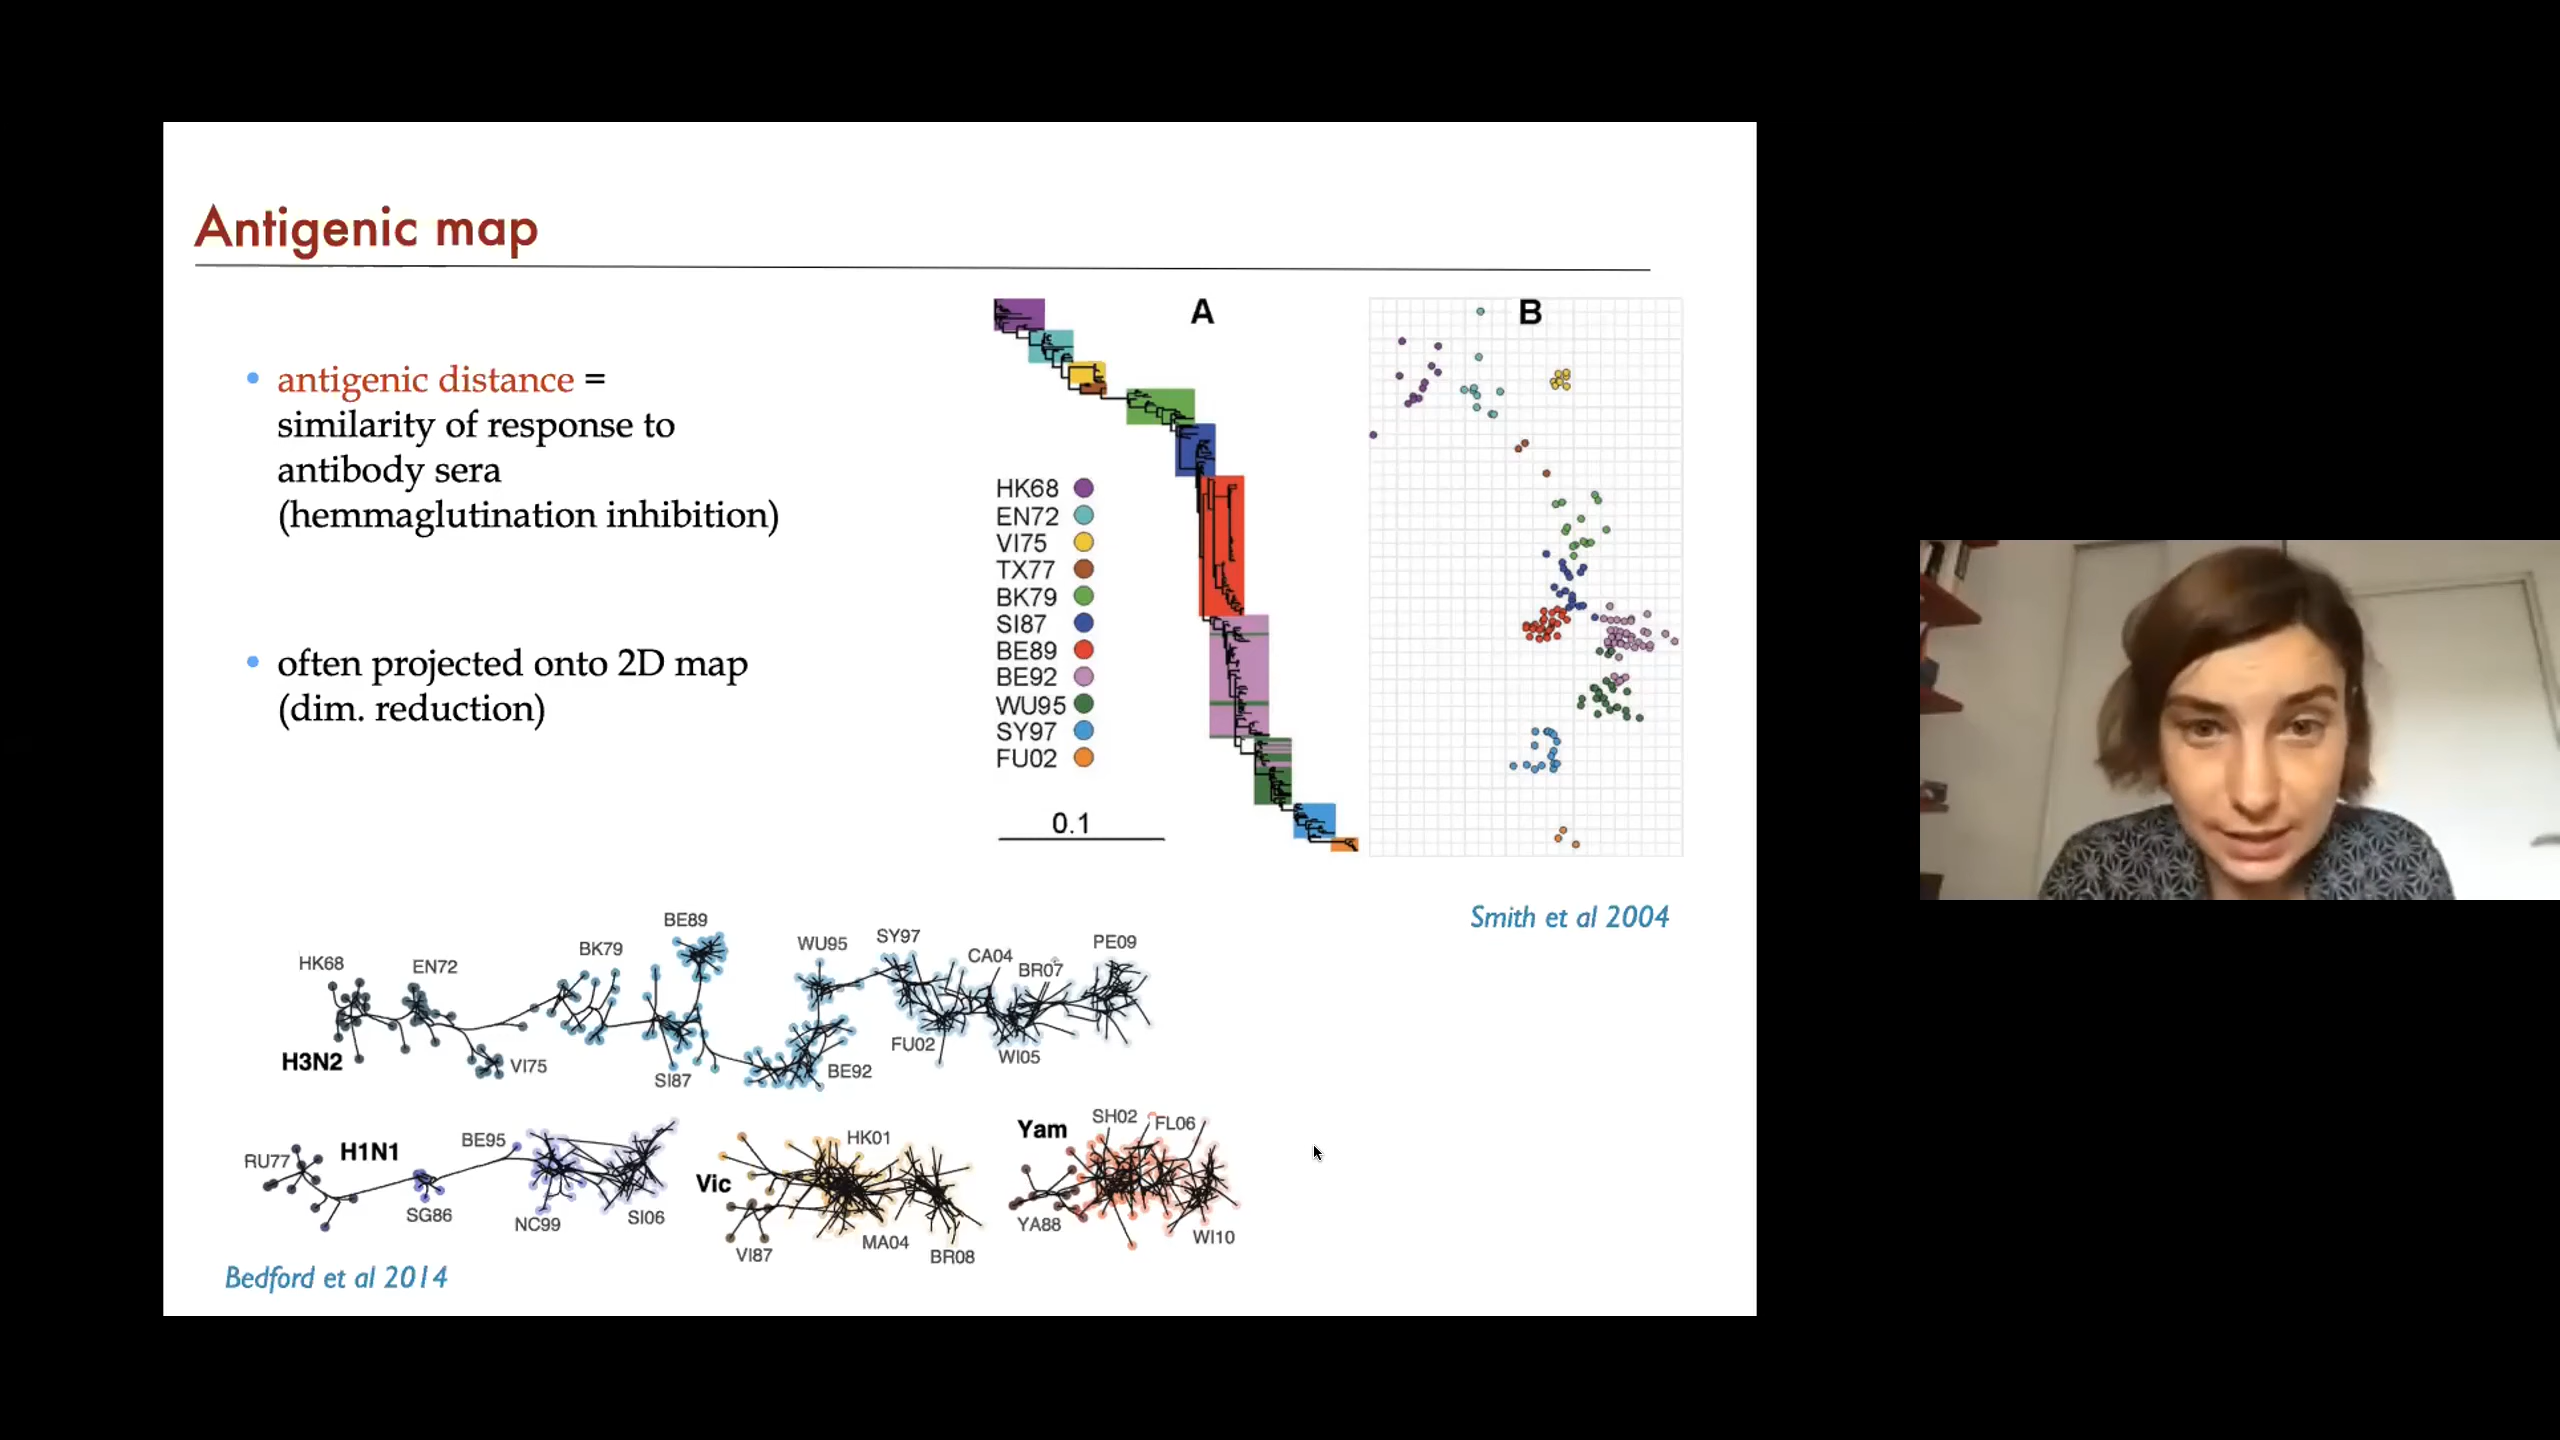 Antigenic map
• antigenic distance =
similarity of response to
antibody sera
(hemmaglutination inhibition)
• often projected onto 2D map
(dim. reduction)
A
B
HK68
EN72
VI75
TX77
BK79
SI87
BE89
BE92
WU95
SY97
FU02
0.1
Smith et al 2004
HK68
EN72
VI75
BK79
BE89
SI87
WU95
BE92
SY97
FU02
CA04
BR07
WI05
PE09
H3N2
RU77
H1N1
BE95
SG86
NC99
SI06
Vic
HK01
VI87
MA04
BR08
Yam
SH02
FL06
YA88
WI10
Bedford et al 2014